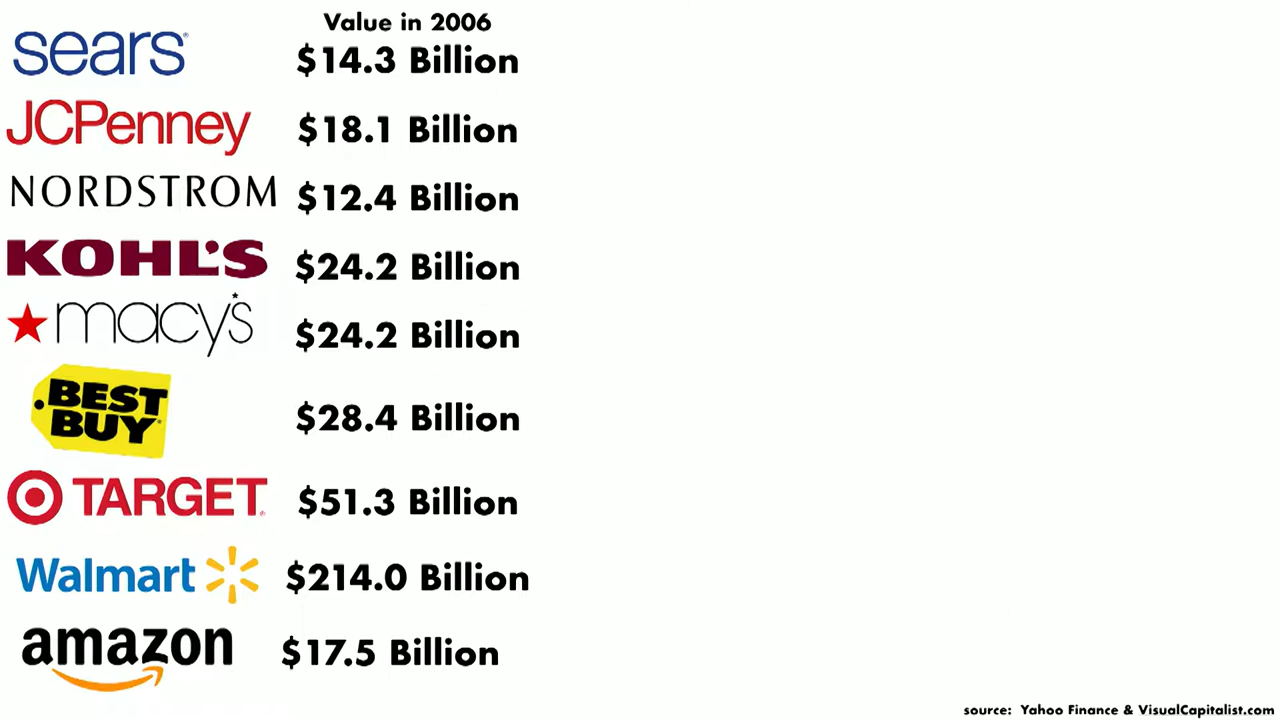 Value in 2006
sears® $14.3 Billion
JCPenney $18.1 Billion
NORDSTROM $12.4 Billion
KOHL'S $24.2 Billion
macy's $24.2 Billion
BEST
BUY $28.4 Billion
TARGET $51.3 Billion
Walmart $214.0 Billion
amazon $17.5 Billion
source: Yahoo Finance & VisualCapitalist.com